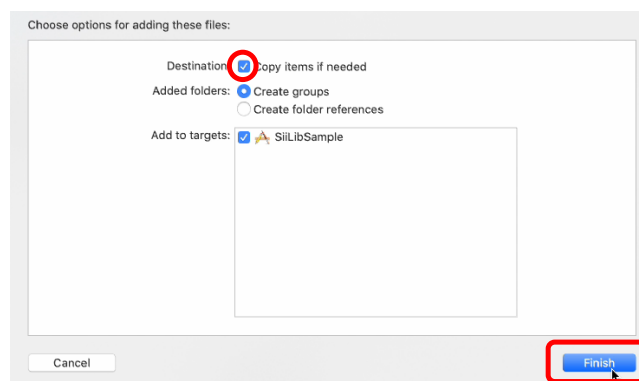 Choose options for adding these files:
Destination: Copy items if needed
Added folders: Create groups
Create folder references
Add to targets: SiiLibSample
Cancel Finish